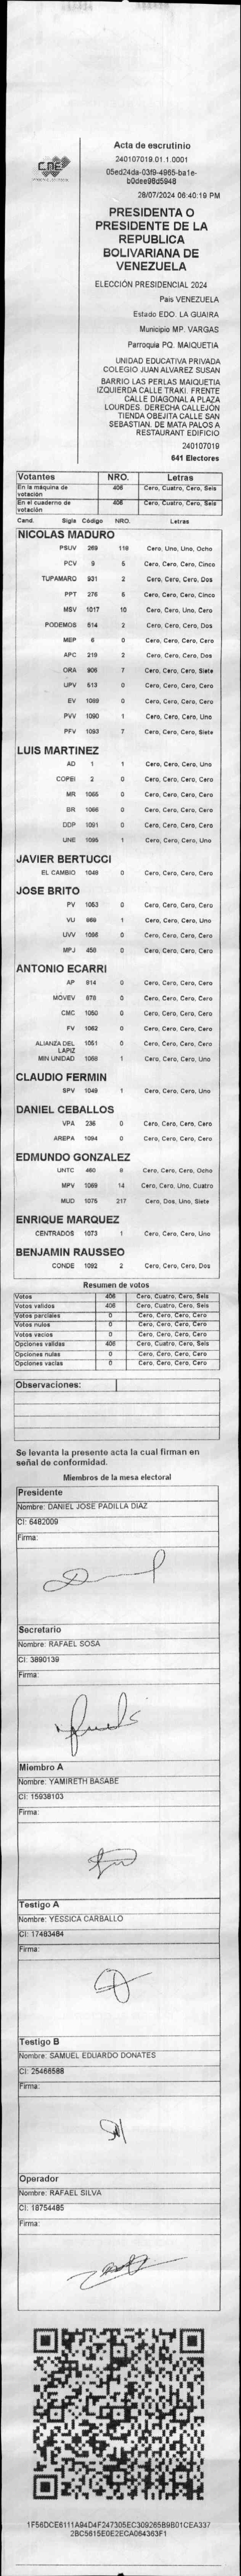 CNE
Acta de escrutinio
240107019.01.1.0001
05ed24da-03f9-4965-ba1e-
b0dee98d5948
28/07/2024 06:40:19 PM
PRESIDENTA O
PRESIDENTE DE LA
REPUBLICA
BOLIVARIANA DE
VENEZUELA
ELECCIÓN PRESIDENCIAL 2024
Pais VENEZUELA
Estado EDO. LA GUAIRA
Municipio MP. VARGAS
Parroquia PQ. MAIQUETIA
UNIDAD EDUCATIVA PRIVADA
COLEGIO JUAN ALVAREZ SUSAN
BARRIO LAS PERLAS MAIQUETIA
IZQUIERDA CALLE TRAKI. FRENTE
CALLE DIAGONAL A PLAZA
LOURDES. DERECHA CALLEJÓN
TIENDA OBEJITA CALLE SAN
SEBASTIAN. DE MATA PALOS A
RESTAURANT EDIFICIO
240107019
641 Electores
Votantes NRO. Letras
En la máquina de votación 406 Cero, Cuatro, Cero, Seis
En el cuaderno de votación 406 Cero, Cuatro, Cero, Seis
Cand. Sigla Código NRO. Letras
NICOLAS MADURO
PSUV 269 118 Cero, Uno, Uno, Ocho
PCV 9 5 Cero, Cero, Cero, Cinco
TUPAMARO 931 2 Cero, Cero, Cero, Dos
PPT 276 5 Cero, Cero, Cero, Cinco
MSV 1017 10 Cero, Cero, Uno, Cero
PODEMOS 514 2 Cero, Cero, Cero, Dos
MEP 6 0 Cero, Cero, Cero, Cero
APC 219 2 Cero, Cero, Cero, Dos
ORA 906 7 Cero, Cero, Cero, Siete
UPV 513 0 Cero, Cero, Cero, Cero
EV 1089 0 Cero, Cero, Cero, Cero
PVV 1090 1 Cero, Cero, Cero, Uno
PFV 1093 7 Cero, Cero, Cero, Siete
LUIS MARTINEZ
AD 1 1 Cero, Cero, Cero, Uno
COPEI 2 0 Cero, Cero, Cero, Cero
MR 1065 0 Cero, Cero, Cero, Cero
BR 1066 0 Cero, Cero, Cero, Cero
DDP 1091 0 Cero, Cero, Cero, Cero
UNE 1095 1 Cero, Cero, Cero, Uno
JAVIER BERTUCCI
EL CAMBIO 1048 0 Cero, Cero, Cero, Cero
JOSE BRITO
PV 1053 0 Cero, Cero, Cero, Cero
VU 869 1 Cero, Cero, Cero, Uno
UVV 1086 0 Cero, Cero, Cero, Cero
MPJ 458 0 Cero, Cero, Cero, Cero
ANTONIO ECARRI
AP 814 0 Cero, Cero, Cero, Cero
MOVEV 878 0 Cero, Cero, Cero, Cero
CMC 1050 0 Cero, Cero, Cero, Cero
FV 1062 0 Cero, Cero, Cero, Cero
ALIANZA DEL LAPIZ 1051 0 Cero, Cero, Cero, Cero
MIN UNIDAD 1058 1 Cero, Cero, Cero, Uno
CLAUDIO FERMIN
SPV 1049 1 Cero, Cero, Cero, Uno
DANIEL CEBALLOS
VPA 236 0 Cero, Cero, Cero, Cero
AREPA 1094 0 Cero, Cero, Cero, Cero
EDMUNDO GONZALEZ
UNTC 460 8 Cero, Cero, Cero, Ocho
MPV 1069 14 Cero, Cero, Uno, Cuatro
MUD 1075 217 Cero, Dos, Uno, Siete
ENRIQUE MARQUEZ
CENTRADOS 1073 1 Cero, Cero, Cero, Uno
BENJAMIN RAUSSEO
CONDE 1092 2 Cero, Cero, Cero, Dos
Resumen de votos
Votos 406 Cero, Cuatro, Cero, Seis
Votos validos 406 Cero, Cuatro, Cero, Seis
Votos parciales 0 Cero, Cero, Cero, Cero
Votos nulos 0 Cero, Cero, Cero, Cero
Votos vacios 0 Cero, Cero, Cero, Cero
Opciones validas 406 Cero, Cuatro, Cero, Seis
Opciones nulas 0 Cero, Cero, Cero, Cero
Opciones vacias 0 Cero, Cero, Cero, Cero
Observaciones:
Se levanta la presente acta la cual firman en
señal de conformidad.
Miembros de la mesa electoral
Presidente
Nombre: DANIEL JOSE PADILLA DIAZ
CI: 6482009
Firma:
Secretario
Nombre: RAFAEL SOSA
CI: 3890139
Firma:
Miembro A
Nombre: YAMIRETH BASABE
CI: 15938103
Firma:
Testigo A
Nombre: YESSICA CARBALLO
CI: 17483484
Firma:
Testigo B
Nombre: SAMUEL EDUARDO DONATES
CI: 25466588
Firma:
Operador
Nombre: RAFAEL SILVA
CI: 18754485
Firma:
1F56DCE6111A94D4F247305EC309265B9B01CEA337
2BC5615E0E2ECA064363F1